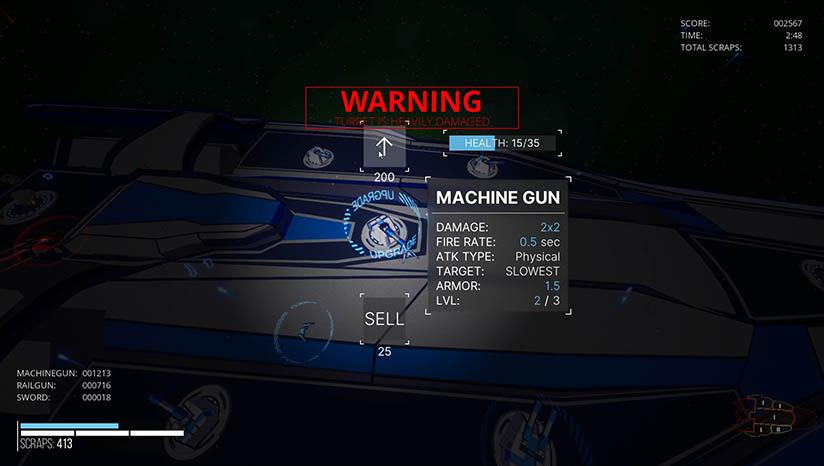 SCORE: 002567
TIME: 2:48
TOTAL SCRAPS: 1313
WARNING
TURRET IS HEAVILY DAMAGED
HEALTH: 15/35
200
MACHINE GUN
UPGRADE
UPGRADE
DAMAGE: 2x2
FIRE RATE: 0.5 sec
ATK TYPE: Physical
TARGET: SLOWEST
ARMOR: 1.5
LVL: 2 / 3
SELL
25
MACHINEGUN: 001213
RAILGUN: 000716
SWORD: 000018
SCRAPS: 413